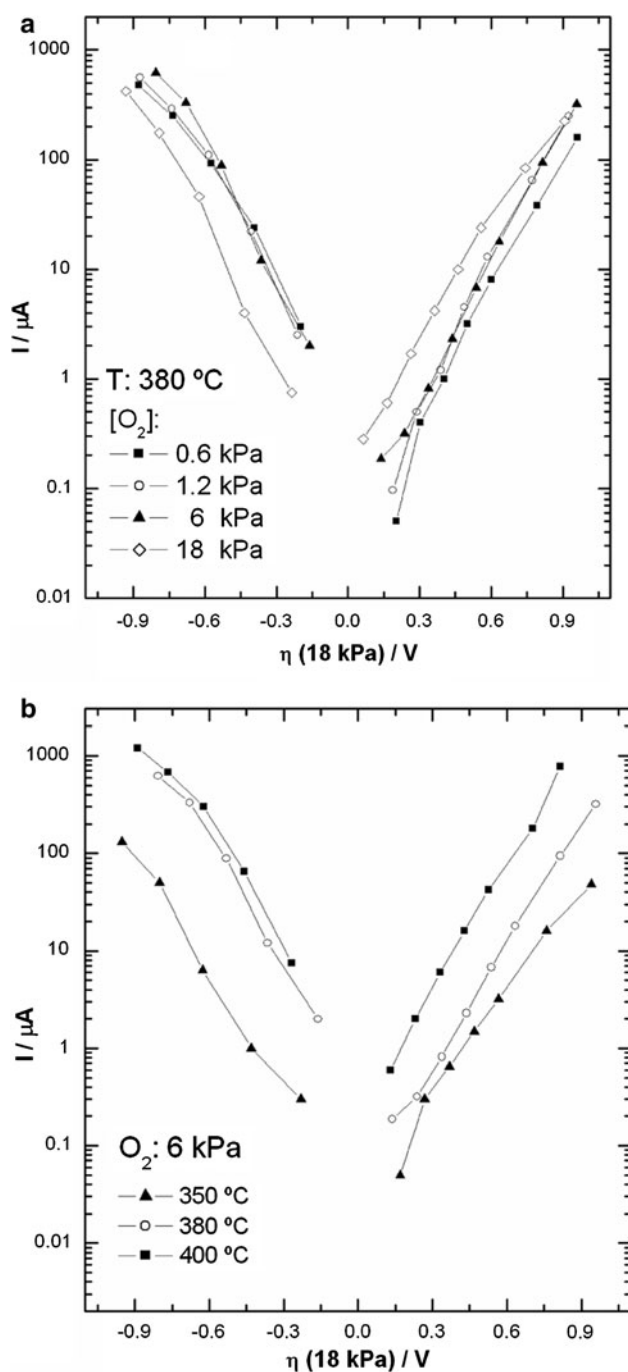 a
1000
100
10
1
0.1
0.01
I / μA
T: 380 ºC
[O₂]:
0.6 kPa
1.2 kPa
6 kPa
18 kPa
-0.9 -0.6 -0.3 0.0 0.3 0.6 0.9
η (18 kPa) / V
b
1000
100
10
1
0.1
0.01
I / μA
O₂: 6 kPa
350 ºC
380 ºC
400 ºC
-0.9 -0.6 -0.3 0.0 0.3 0.6 0.9
η (18 kPa) / V